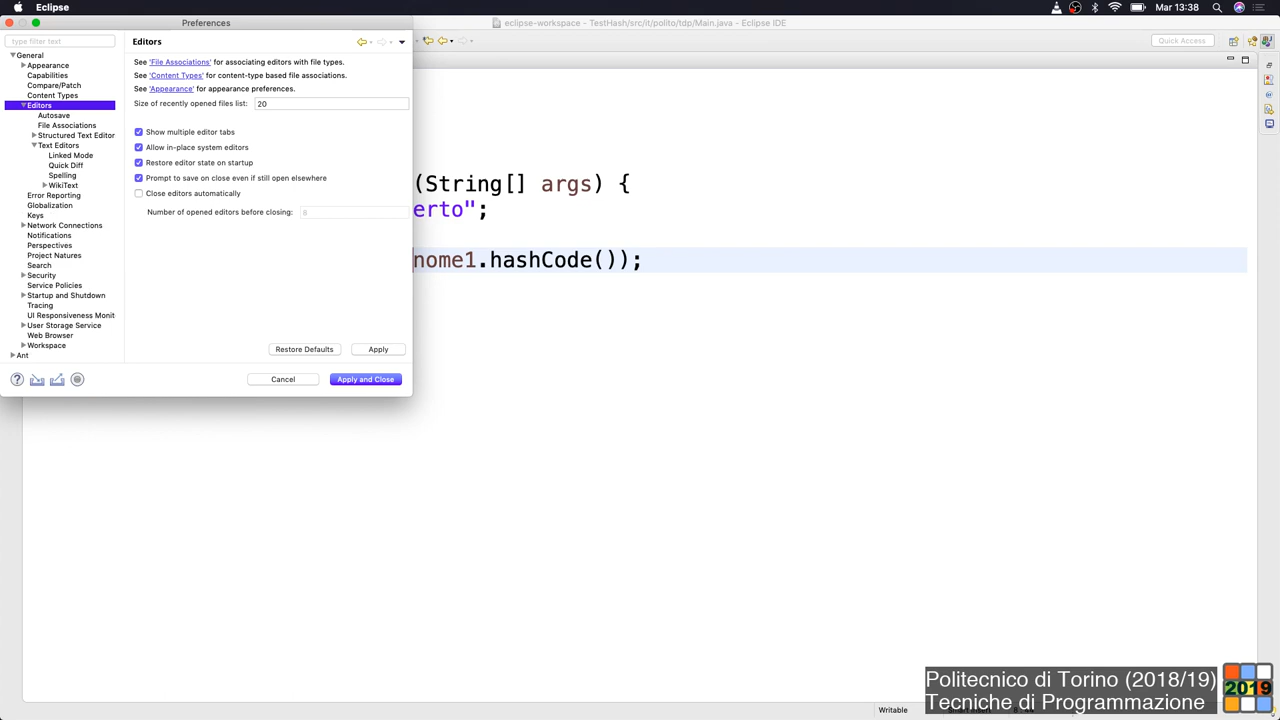 Eclipse
Mar 13:38
Preferences
eclipse-workspace - TestHash/src/it/polito/tdp/Main.java - Eclipse IDE
type filter text
Quick Access
General
Appearance
Capabilities
Compare/Patch
Content Types
Editors
Autosave
File Associations
Structured Text Editor
Text Editors
Linked Mode
Quick Diff
Spelling
WikiText
Error Reporting
Globalization
Keys
Network Connections
Notifications
Perspectives
Project Natures
Search
Security
Service Policies
Startup and Shutdown
Tracing
UI Responsiveness Monit
User Storage Service
Web Browser
Workspace
Ant
Editors
See 'File Associations' for associating editors with file types.
See 'Content Types' for content-type based file associations.
See 'Appearance' for appearance preferences.
Size of recently opened files list: 20
Show multiple editor tabs
Allow in-place system editors
Restore editor state on startup
Prompt to save on close even if still open elsewhere
Close editors automatically
Number of opened editors before closing: 8
Restore Defaults
Apply
Cancel
Apply and Close
(String[] args) {
erto";
nome1.hashCode());
Politecnico di Torino (2018/19)
Tecniche di Programmazione
2019
Writable